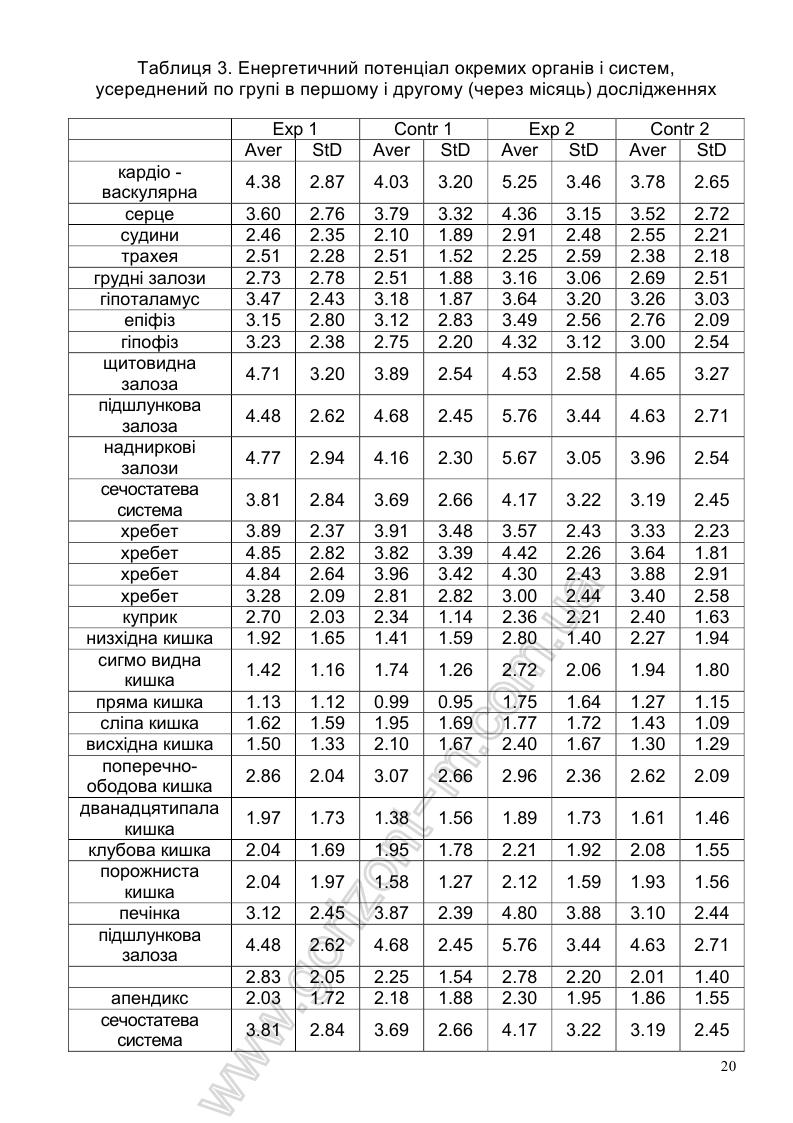 Таблиця 3. Енергетичний потенціал окремих органів і систем,
усереднений по групі в першому і другому (через місяць) дослідженнях
Exp 1 Contr 1 Exp 2 Contr 2
Aver StD Aver StD Aver StD Aver StD
кардіо -
васкулярна 4.38 2.87 4.03 3.20 5.25 3.46 3.78 2.65
серце 3.60 2.76 3.79 3.32 4.36 3.15 3.52 2.72
судини 2.46 2.35 2.10 1.89 2.91 2.48 2.55 2.21
трахея 2.51 2.28 2.51 1.52 2.25 2.59 2.38 2.18
грудні залози 2.73 2.78 2.51 1.88 3.16 3.06 2.69 2.51
гіпоталамус 3.47 2.43 3.18 1.87 3.64 3.20 3.26 3.03
епіфіз 3.15 2.80 3.12 2.83 3.49 2.56 2.76 2.09
гіпофіз 3.23 2.38 2.75 2.20 4.32 3.12 3.00 2.54
щитовидна
залоза 4.71 3.20 3.89 2.54 4.53 2.58 4.65 3.27
підшлункова
залоза 4.48 2.62 4.68 2.45 5.76 3.44 4.63 2.71
надниркові
залози 4.77 2.94 4.16 2.30 5.67 3.05 3.96 2.54
сечостатева
система 3.81 2.84 3.69 2.66 4.17 3.22 3.19 2.45
хребет 3.89 2.37 3.91 3.48 3.57 2.43 3.33 2.23
хребет 4.85 2.82 3.82 3.39 4.42 2.26 3.64 1.81
хребет 4.84 2.64 3.96 3.42 4.30 2.43 3.88 2.91
хребет 3.28 2.09 2.81 2.82 3.00 2.44 3.40 2.58
куприк 2.70 2.03 2.34 1.14 2.36 2.21 2.40 1.63
низхідна кишка 1.92 1.65 1.41 1.59 2.80 1.40 2.27 1.94
сигмо видна
кишка 1.42 1.16 1.74 1.26 2.72 2.06 1.94 1.80
пряма кишка 1.13 1.12 0.99 0.95 1.75 1.64 1.27 1.15
сліпа кишка 1.62 1.59 1.95 1.69 1.77 1.72 1.43 1.09
висхідна кишка 1.50 1.33 2.10 1.67 2.40 1.67 1.30 1.29
поперечно-
ободова кишка 2.86 2.04 3.07 2.66 2.96 2.36 2.62 2.09
дванадцятипала
кишка 1.97 1.73 1.38 1.56 1.89 1.73 1.61 1.46
клубова кишка 2.04 1.69 1.95 1.78 2.21 1.92 2.08 1.55
порожниста
кишка 2.04 1.97 1.58 1.27 2.12 1.59 1.93 1.56
печінка 3.12 2.45 3.87 2.39 4.80 3.88 3.10 2.44
підшлункова
залоза 4.48 2.62 4.68 2.45 5.76 3.44 4.63 2.71
2.83 2.05 2.25 1.54 2.78 2.20 2.01 1.40
апендикс 2.03 1.72 2.18 1.88 2.30 1.95 1.86 1.55
сечостатева
система 3.81 2.84 3.69 2.66 4.17 3.22 3.19 2.45
20
www.gorizont-m.com.ua